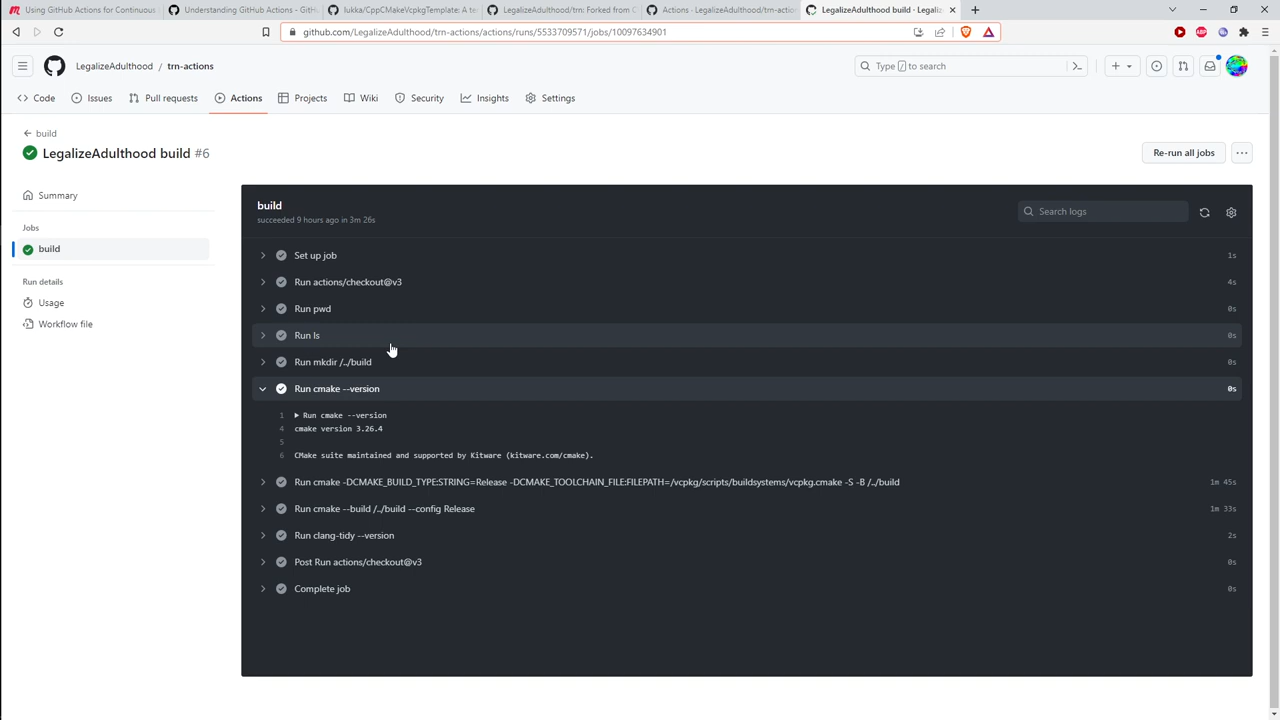 Using GitHub Actions for Continuous
Understanding GitHub Actions - GitH
lukka/CppCMakeVcpkgTemplate: A te
LegalizeAdulthood/trn: Forked from C
Actions · LegalizeAdulthood/trn-action
LegalizeAdulthood build · Legaliz
github.com/LegalizeAdulthood/trn-actions/actions/runs/5533709571/jobs/10097634901
LegalizeAdulthood / trn-actions
Type / to search
Code
Issues
Pull requests
Actions
Projects
Wiki
Security
Insights
Settings
build
LegalizeAdulthood build #6
Re-run all jobs
Summary
Jobs
build
Run details
Usage
Workflow file
build
succeeded 9 hours ago in 3m 26s
Search logs
Set up job 1s
Run actions/checkout@v3 4s
Run pwd 0s
Run ls 0s
Run mkdir /../build 0s
Run cmake --version 0s
1 Run cmake --version
4 cmake version 3.26.4
5
6 CMake suite maintained and supported by Kitware (kitware.com/cmake).
Run cmake -DCMAKE_BUILD_TYPE:STRING=Release -DCMAKE_TOOLCHAIN_FILE:FILEPATH=/vcpkg/scripts/buildsystems/vcpkg.cmake -S -B /../build 1m 45s
Run cmake --build /../build --config Release 1m 33s
Run clang-tidy --version 2s
Post Run actions/checkout@v3 0s
Complete job 0s